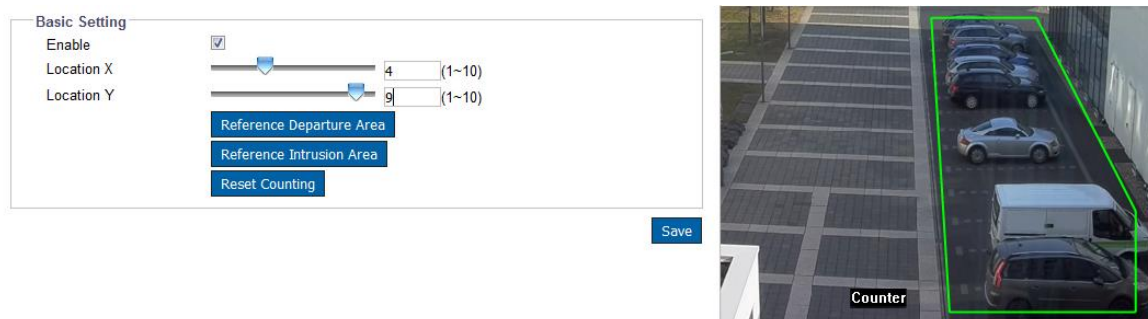 Basic Setting
Enable
Location X 4 (1~10)
Location Y 9 (1~10)
Reference Departure Area
Reference Intrusion Area
Reset Counting
Save
Counter